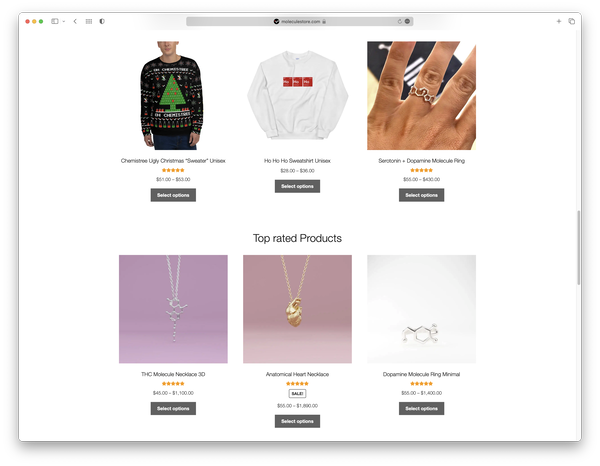 moleculestore.com
OH CHEMISTREE
OH CHEMISTREE
Ho Ho Ho
Chemistree Ugly Christmas "Sweater" Unisex
Ho Ho Ho Sweatshirt Unisex
Serotonin + Dopamine Molecule Ring
$51.00 – $53.00
$28.00 – $36.00
$55.00 – $430.00
Select options
Select options
Select options
Top rated Products
THC Molecule Necklace 3D
Anatomical Heart Necklace
Dopamine Molecule Ring Minimal
$45.00 – $1,100.00
SALE!
$55.00 – $1,400.00
$55.00 – $1,890.00
Select options
Select options
Select options